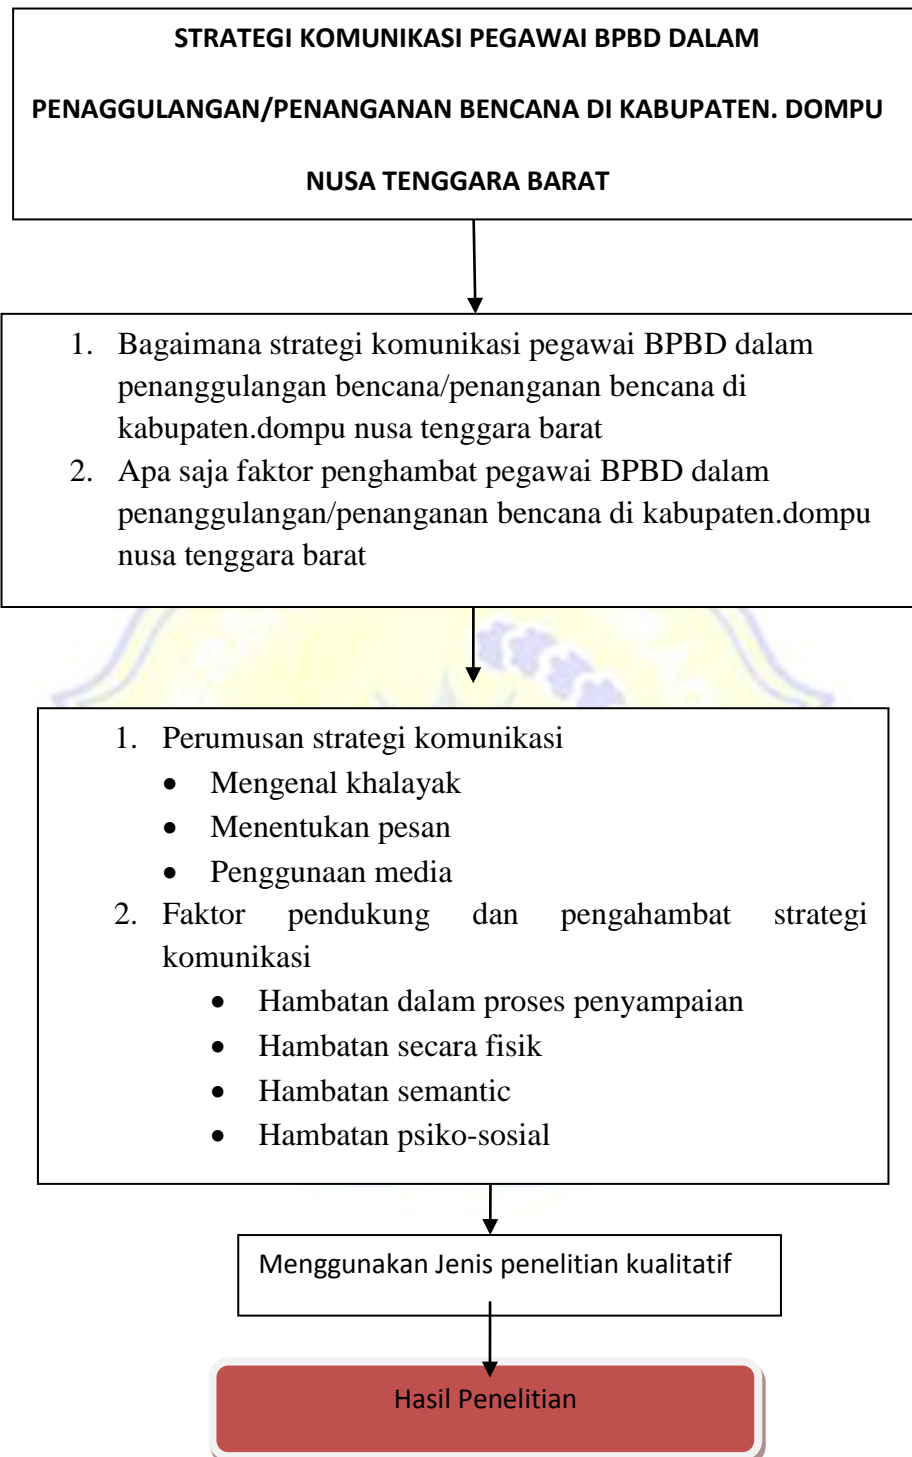 STRATEGI KOMUNIKASI PEGAWAI BPBD DALAM
PENAGGULANGAN/PENANGANAN BENCANA DI KABUPATEN. DOMPU
NUSA TENGGARA BARAT
1. Bagaimana strategi komunikasi pegawai BPBD dalam
penanggulangan bencana/penanganan bencana di
kabupaten.dompu nusa tenggara barat
2. Apa saja faktor penghambat pegawai BPBD dalam
penanggulangan/penanganan bencana di kabupaten.dompu
nusa tenggara barat
1. Perumusan strategi komunikasi
• Mengenal khalayak
• Menentukan pesan
• Penggunaan media
2. Faktor pendukung dan pengahambat strategi
komunikasi
• Hambatan dalam proses penyampaian
• Hambatan secara fisik
• Hambatan semantic
• Hambatan psiko-sosial
Menggunakan Jenis penelitian kualitatif
Hasil Penelitian